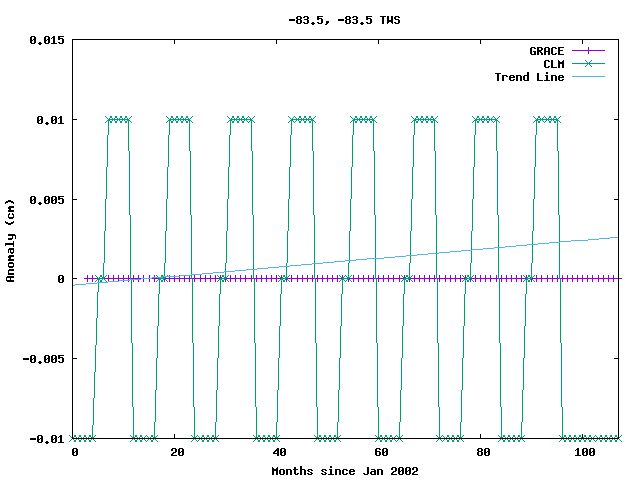 -83.5, -83.5 TWS
0.015
GRACE
CLM
Trend Line
0.01
0.005
Anomaly (cm)
0
-0.005
-0.01
0 20 40 60 80 100
Months since Jan 2002